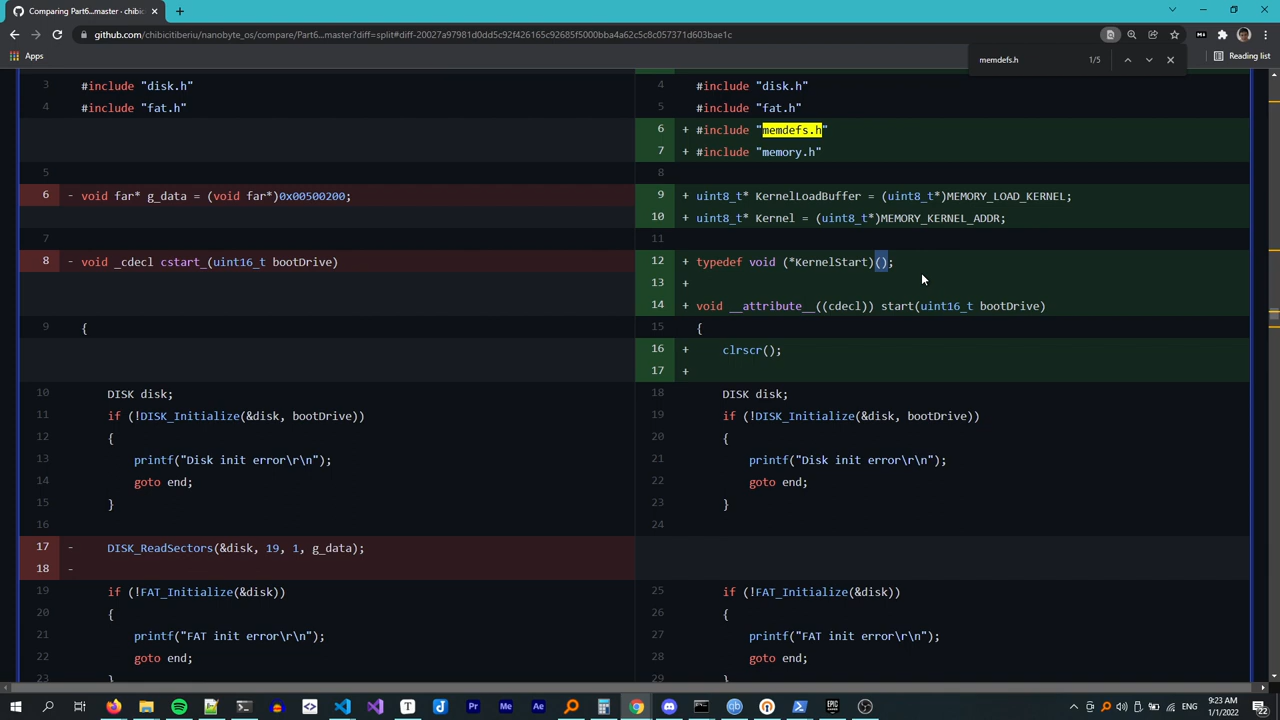 Comparing Part6...master · chibic
github.com/chibicitiberiu/nanobyte_os/compare/Part6...master?diff=split#diff-20027a9716b0c8429c42f426165c92685f5000bba4a62c5c8c057371d603bae1c
Apps
memdefs.h 1/5
Reading list
3 #include "disk.h" 4 #include "disk.h"
4 #include "fat.h" 5 #include "fat.h"
6 + #include "memdefs.h"
7 + #include "memory.h"
5 8
6 - void far* g_data = (void far*)0x00500200; 9 + uint8_t* KernelLoadBuffer = (uint8_t*)MEMORY_LOAD_KERNEL;
10 + uint8_t* Kernel = (uint8_t*)MEMORY_KERNEL_ADDR;
7 11
8 - void _cdecl cstart_(uint16_t bootDrive) 12 + typedef void (*KernelStart)();
13 +
14 + void __attribute__((cdecl)) start(uint16_t bootDrive)
9 { 15 {
16 + clrscr();
17 +
10 DISK disk; 18 DISK disk;
11 if (!DISK_Initialize(&disk, bootDrive)) 19 if (!DISK_Initialize(&disk, bootDrive))
12 { 20 {
13 printf("Disk init error\r\n"); 21 printf("Disk init error\r\n");
14 goto end; 22 goto end;
15 } 23 }
16 24
17 - DISK_ReadSectors(&disk, 19, 1, g_data);
18 -
19 if (!FAT_Initialize(&disk)) 25 if (!FAT_Initialize(&disk))
20 { 26 {
21 printf("FAT init error\r\n"); 27 printf("FAT init error\r\n");
22 goto end; 28 goto end;
23 } 29 }
9:23 AM
1/1/2022
22